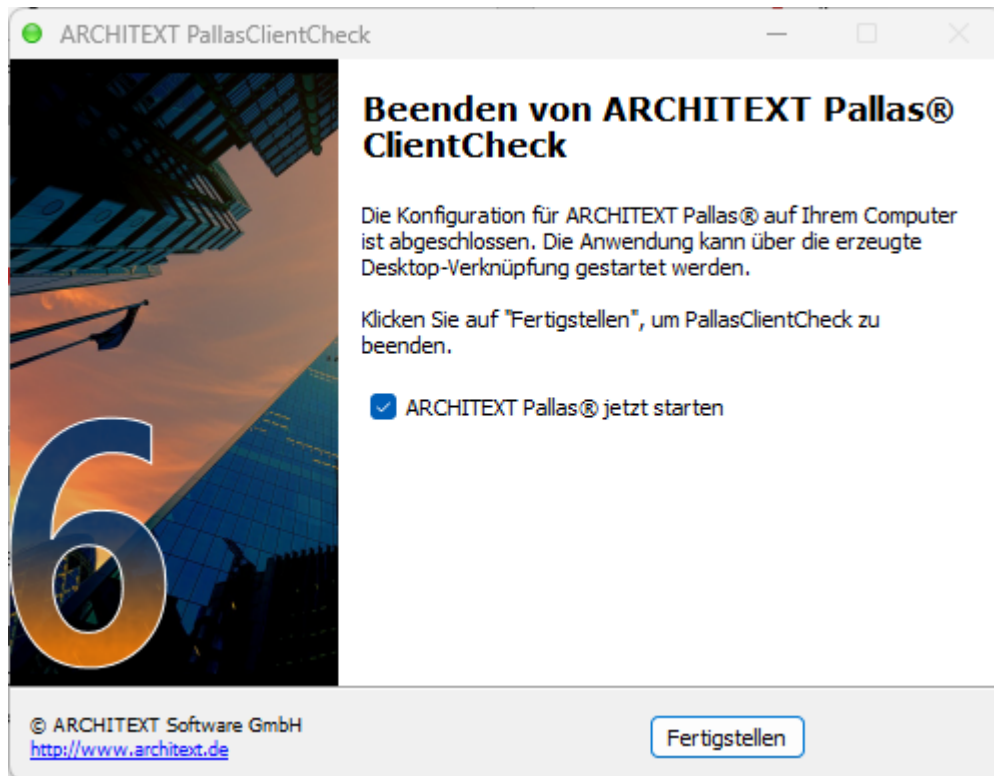 ARCHITEXT PallasClientCheck
Beenden von ARCHITEXT Pallas®
ClientCheck
Die Konfiguration für ARCHITEXT Pallas® auf Ihrem Computer
ist abgeschlossen. Die Anwendung kann über die erzeugte
Desktop-Verknüpfung gestartet werden.
Klicken Sie auf "Fertigstellen", um PallasClientCheck zu
beenden.
ARCHITEXT Pallas® jetzt starten
6
© ARCHITEXT Software GmbH
http://www.architext.de
Fertigstellen